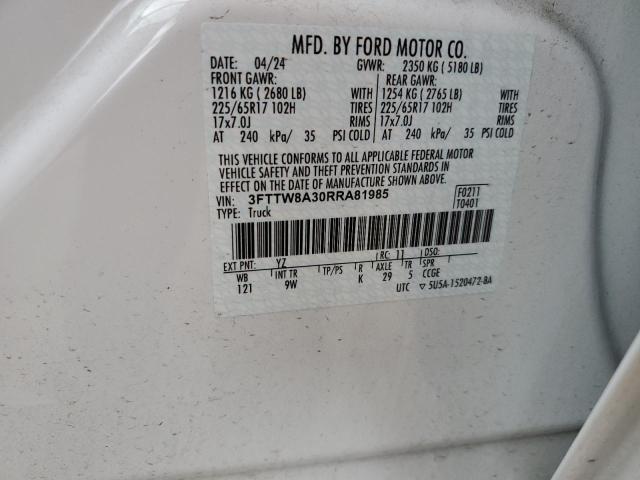 MFD. BY FORD MOTOR CO.
DATE: 04/24 GVWR: 2350 KG ( 5180 LB)
FRONT GAWR: REAR GAWR:
1216 KG ( 2680 LB) WITH 1254 KG ( 2765 LB) WITH
225/65R17 102H TIRES 225/65R17 102H TIRES
17x7.0J RIMS 17x7.0J RIMS
AT 240 kPa/ 35 PSI COLD AT 240 kPa/ 35 PSI COLD
THIS VEHICLE CONFORMS TO ALL APPLICABLE FEDERAL MOTOR
VEHICLE SAFETY AND THEFT PREVENTION STANDARDS IN
EFFECT ON THE DATE OF MANUFACTURE SHOWN ABOVE.
VIN: 3FTTW8A30RRA81985 F0211
TYPE: Truck T0401
EXT PNT: YZ RC: 11 DSO:
WB INT TR TP/PS R AXLE TR SPR
121 9W K 29 5 CCGE
UTC ▽ 5U5A-1520472-BA